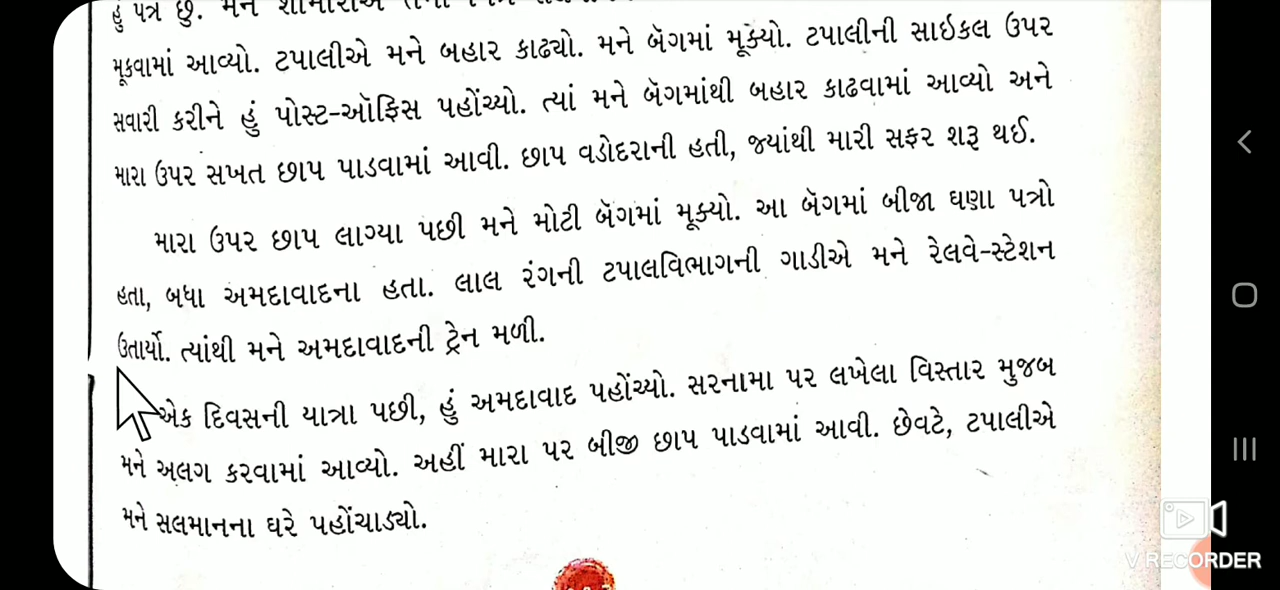 હું પત્ર છું. મને
મૂકવામાં આવ્યો. ટપાલીએ મને બહાર કાઢ્યો. મને બૅગમાં મૂક્યો. ટપાલીની સાઇકલ ઉપર
સવારી કરીને હું પોસ્ટ-ઑફિસ પહોંચ્યો. ત્યાં મને બૅગમાંથી બહાર કાઢવામાં આવ્યો અને
મારા ઉપર સખત છાપ પાડવામાં આવી. છાપ વડોદરાની હતી, જ્યાંથી મારી સફર શરૂ થઈ.
મારા ઉપર છાપ લાગ્યા પછી મને મોટી બૅગમાં મૂક્યો. આ બૅગમાં બીજા ઘણા પત્રો
હતા, બધા અમદાવાદના હતા. લાલ રંગની ટપાલવિભાગની ગાડીએ મને રેલવે-સ્ટેશન
ઉતાર્યો. ત્યાંથી મને અમદાવાદની ટ્રેન મળી.
એક દિવસની યાત્રા પછી, હું અમદાવાદ પહોંચ્યો. સરનામા પર લખેલા વિસ્તાર મુજબ
મને અલગ કરવામાં આવ્યો. અહીં મારા પર બીજી છાપ પાડવામાં આવી. છેવટે, ટપાલીએ
મને સલમાનના ઘરે પહોંચાડ્યો.
V RECORDER